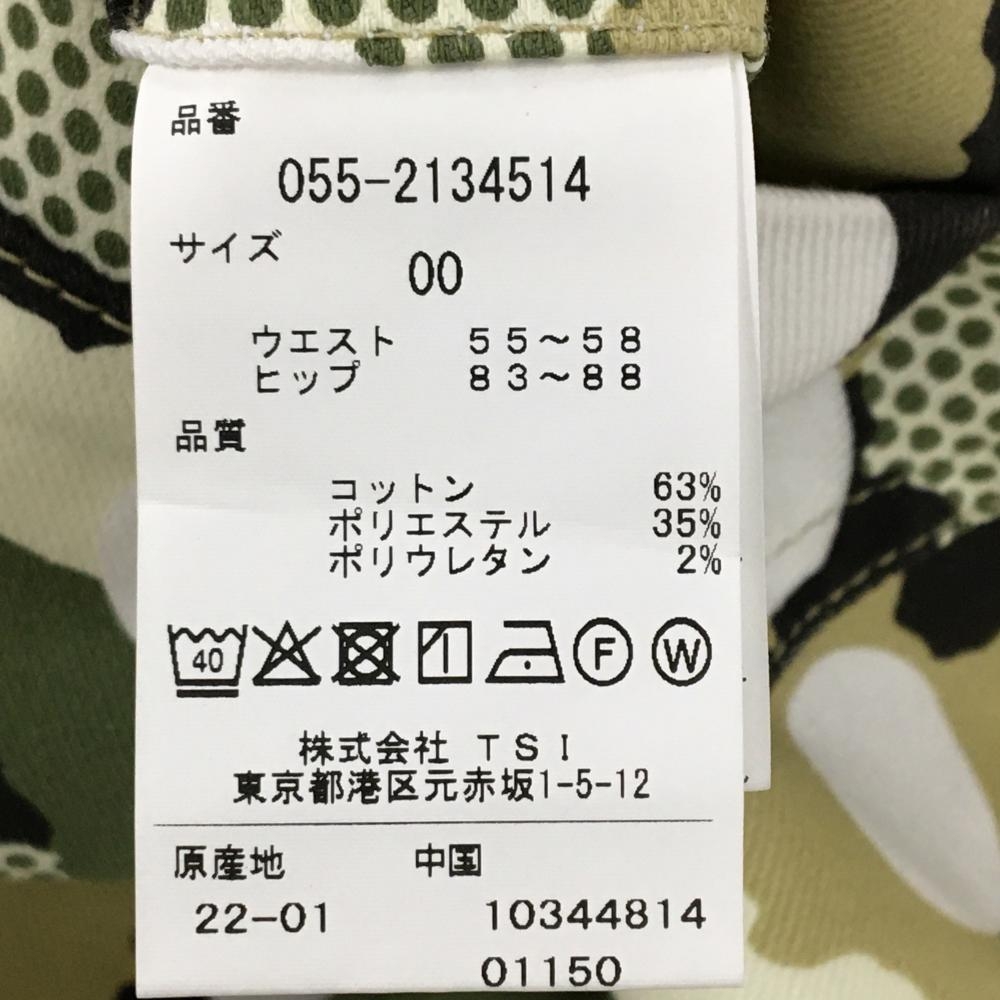 品番
055-2134514
サイズ
00
ウエスト 55～58
ヒップ 83～88
品質
コットン 63%
ポリエステル 35%
ポリウレタン 2%
40 F W
株式会社 TSI
東京都港区元赤坂1-5-12
原産地 中国
22-01 10344814
01150